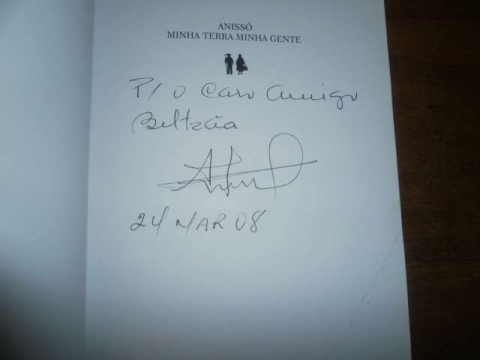 ANISSÓ
MINHA TERRA MINHA GENTE
P/ O Caro Amigo
Beltrão
24 MAR 08